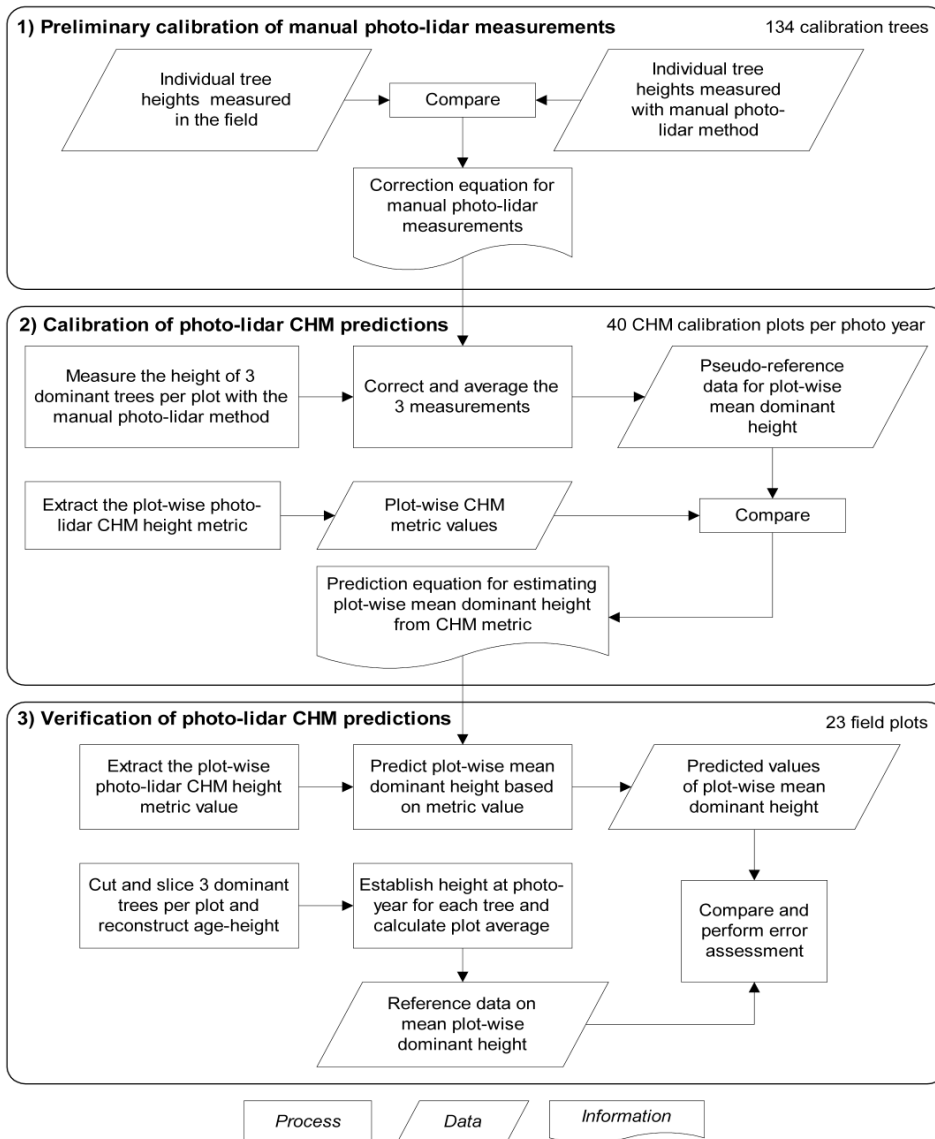 1) Preliminary calibration of manual photo-lidar measurements
134 calibration trees
Individual tree
heights measured
in the field
Compare
Individual tree
heights measured
with manual photo-
lidar method
Correction equation for
manual photo-lidar
measurements
2) Calibration of photo-lidar CHM predictions
40 CHM calibration plots per photo year
Measure the height of 3
dominant trees per plot with the
manual photo-lidar method
Correct and average the
3 measurements
Pseudo-reference
data for plot-wise
mean dominant
height
Extract the plot-wise photo-
lidar CHM height metric
Plot-wise CHM
metric values
Compare
Prediction equation for estimating
plot-wise mean dominant height
from CHM metric
3) Verification of photo-lidar CHM predictions
23 field plots
Extract the plot-wise
photo-lidar CHM height
metric value
Predict plot-wise mean
dominant height based
on metric value
Predicted values
of plot-wise mean
dominant height
Cut and slice 3 dominant
trees per plot and
reconstruct age-height
Establish height at photo-
year for each tree and
calculate plot average
Compare and
perform error
assessment
Reference data on
mean plot-wise
dominant height
Process
Data
Information